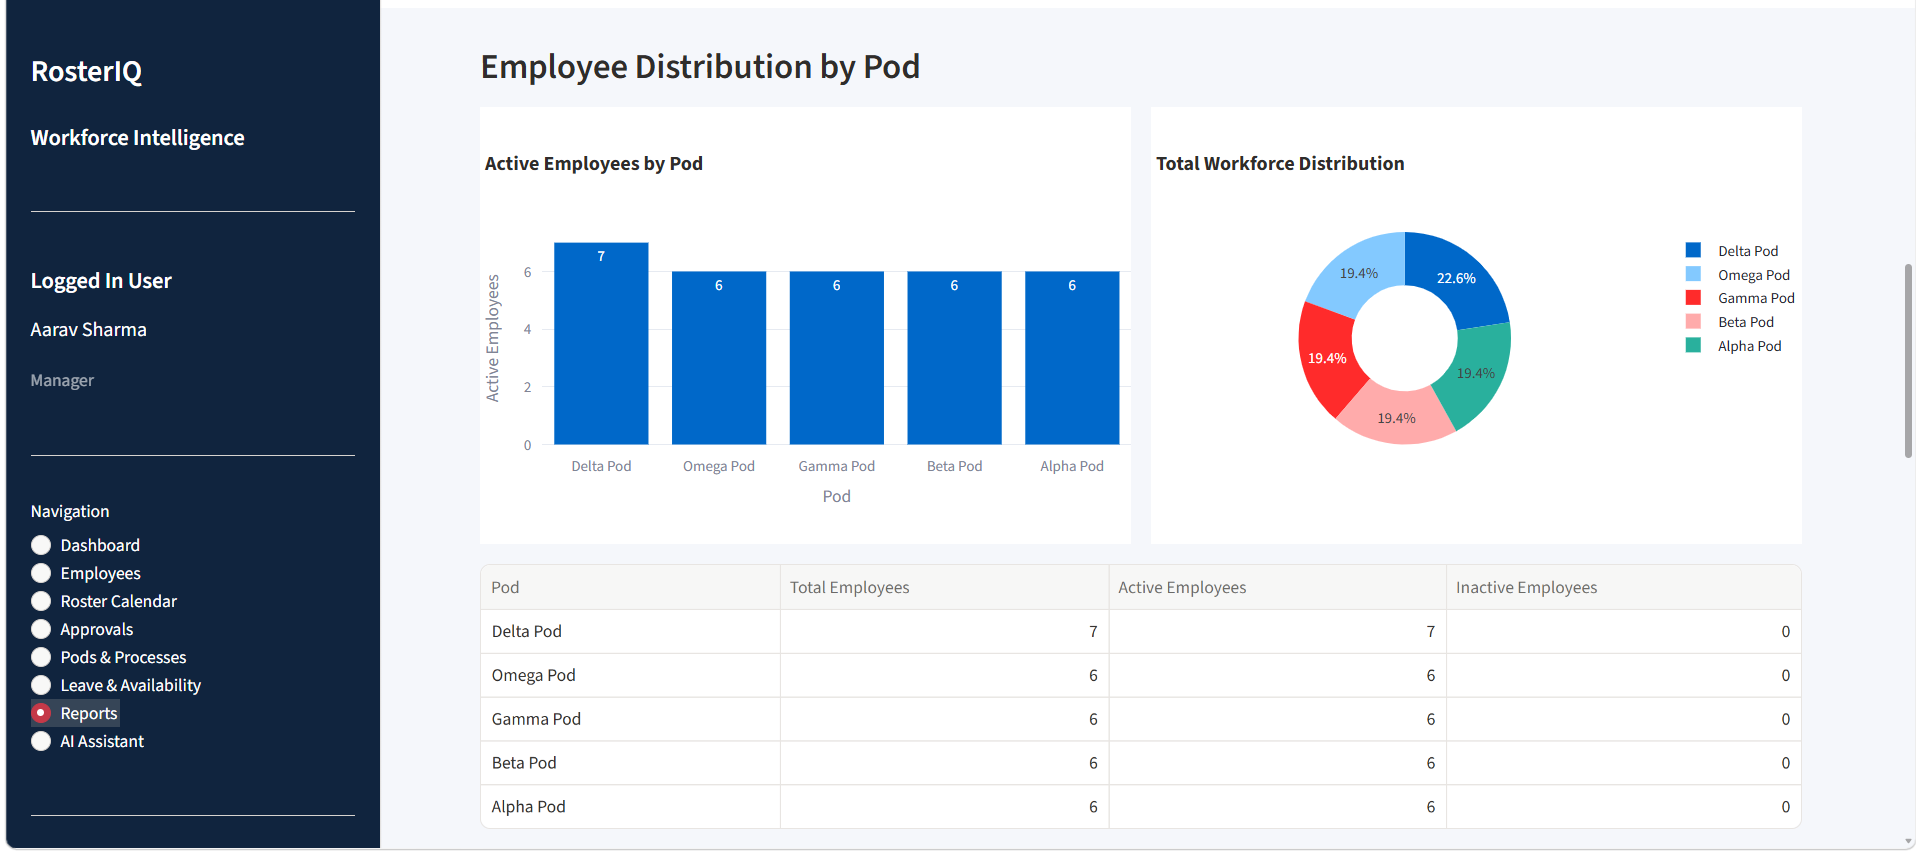 RosterIQ
Workforce Intelligence
Logged In User
Aarav Sharma
Manager
Navigation
Dashboard
Employees
Roster Calendar
Approvals
Pods & Processes
Leave & Availability
Reports
AI Assistant
Employee Distribution by Pod
Active Employees by Pod
Active Employees
6
4
2
0
7
6
6
6
6
Delta Pod Omega Pod Gamma Pod Beta Pod Alpha Pod
Pod
Total Workforce Distribution
19.4%
22.6%
19.4%
19.4%
19.4%
Delta Pod
Omega Pod
Gamma Pod
Beta Pod
Alpha Pod
Pod Total Employees Active Employees Inactive Employees
Delta Pod 7 7 0
Omega Pod 6 6 0
Gamma Pod 6 6 0
Beta Pod 6 6 0
Alpha Pod 6 6 0